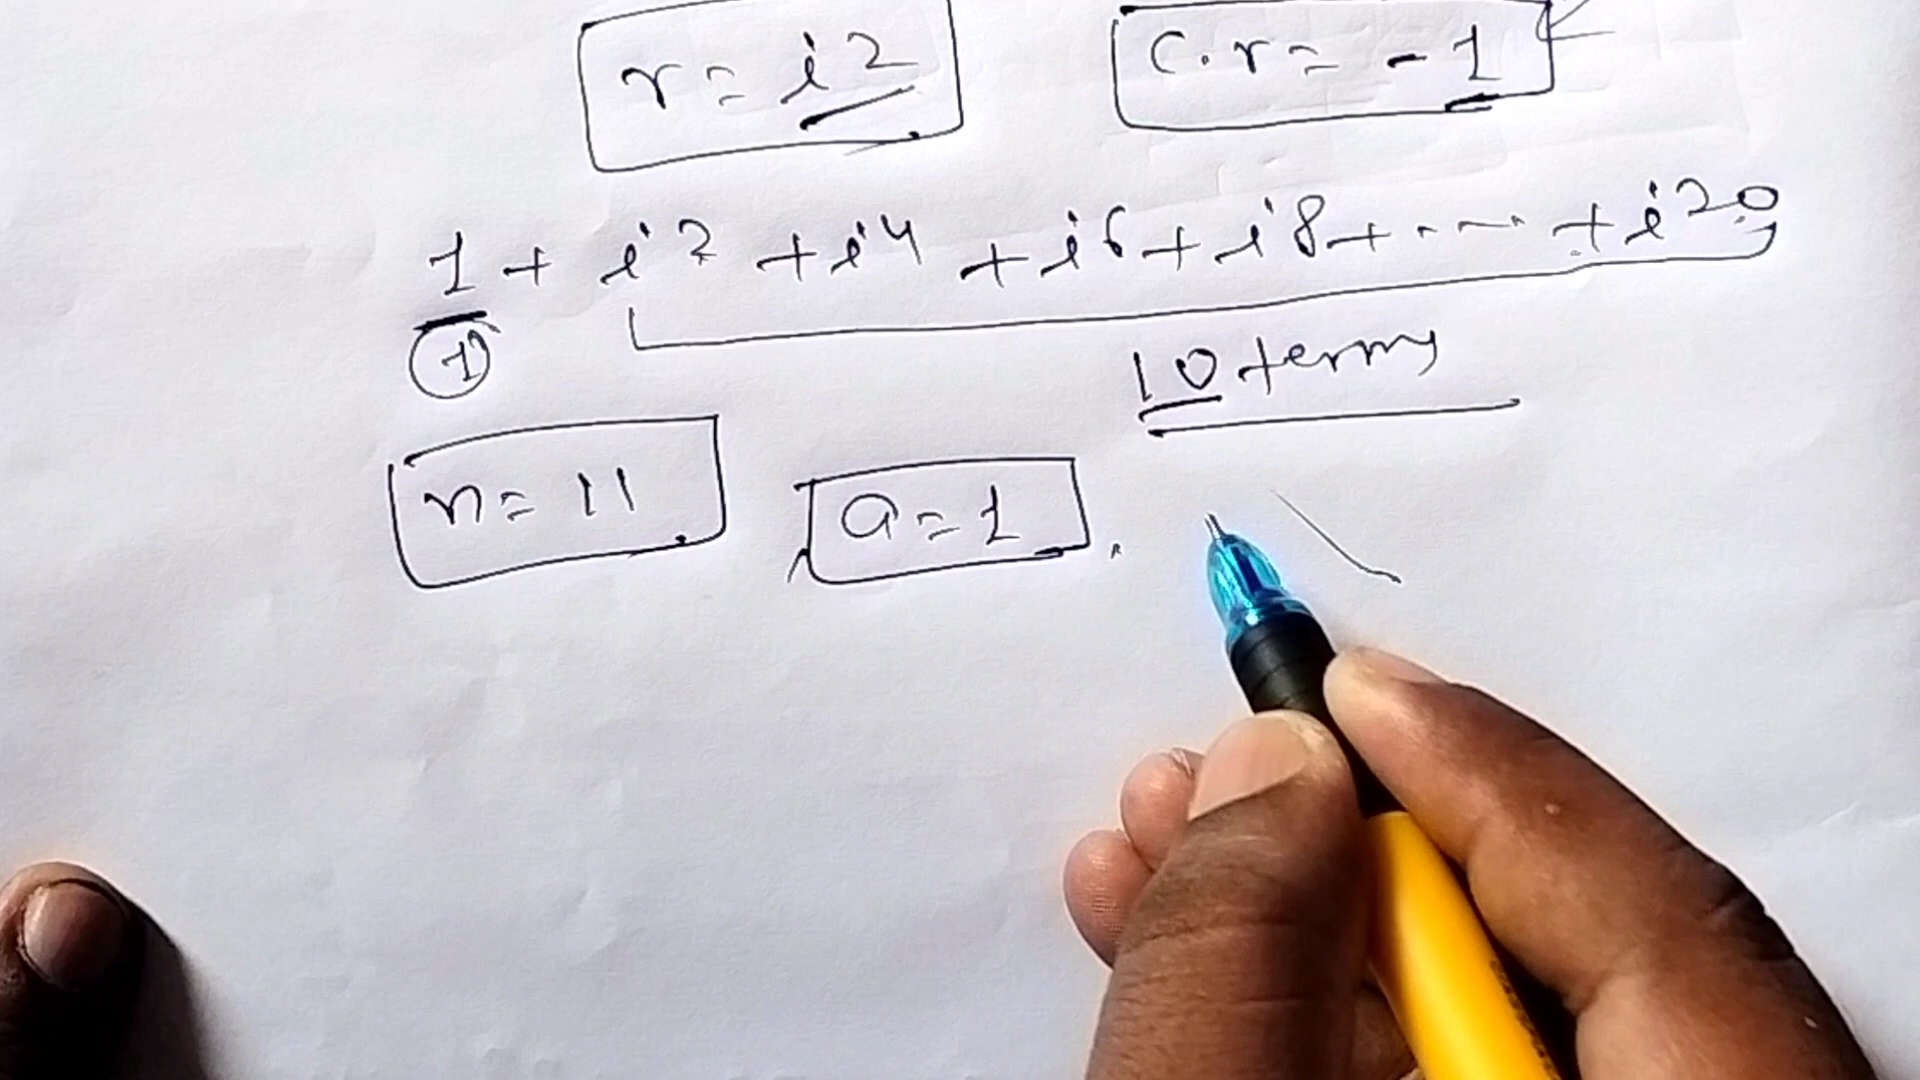 r = i2 C.r = -1
1 + i2 + i4 + i6 + i8 + ..... + i20
1 10 terms
n = 11 a = 1